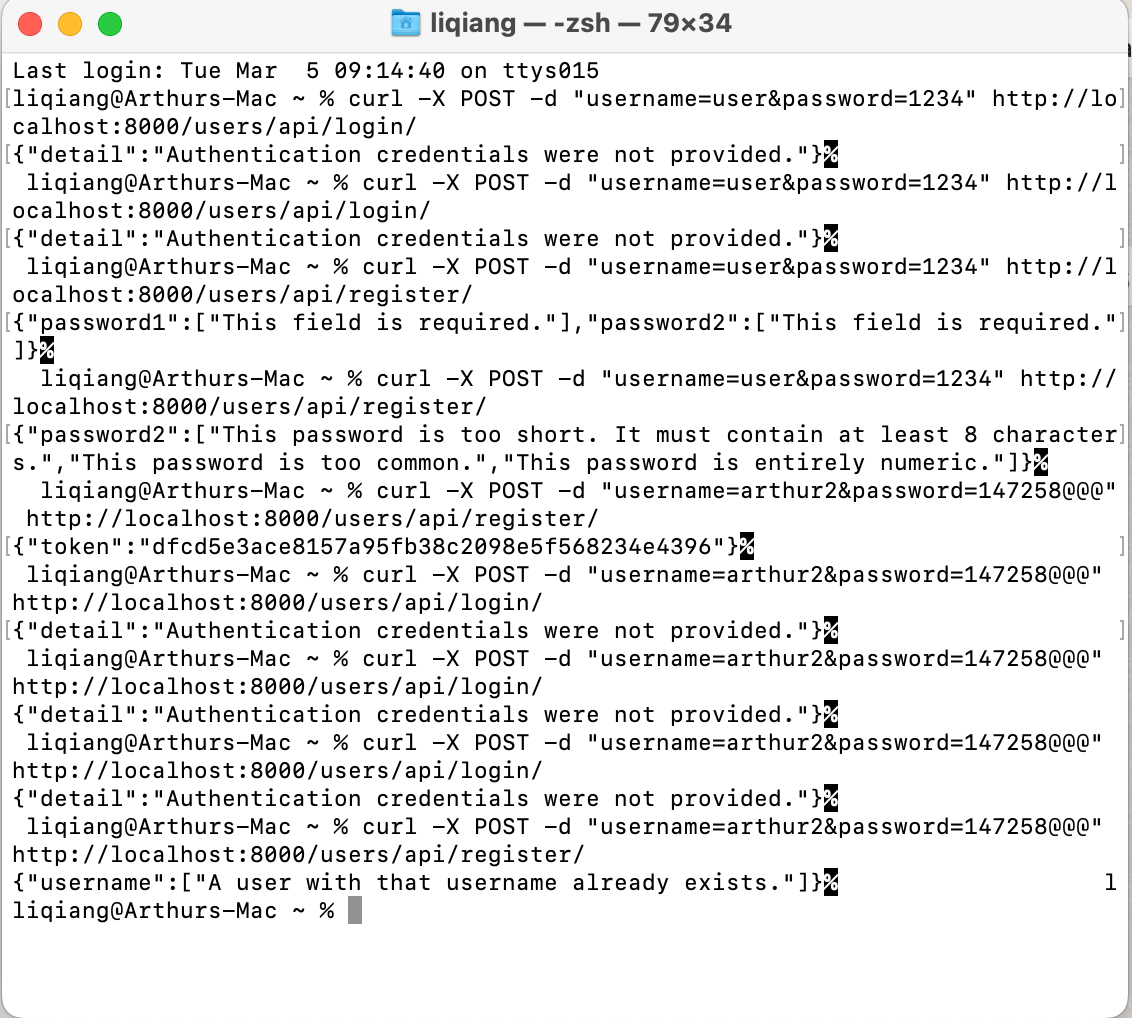 liqiang — -zsh — 79×34
Last login: Tue Mar  5 09:14:40 on ttys015
[liqiang@Arthurs-Mac ~ % curl -X POST -d "username=user&password=1234" http://lo]
calhost:8000/users/api/login/
[{"detail":"Authentication credentials were not provided."}%                    ]
 liqiang@Arthurs-Mac ~ % curl -X POST -d "username=user&password=1234" http://l
ocalhost:8000/users/api/login/
[{"detail":"Authentication credentials were not provided."}%                    ]
 liqiang@Arthurs-Mac ~ % curl -X POST -d "username=user&password=1234" http://l
ocalhost:8000/users/api/register/
[{"password1":["This field is required."],"password2":["This field is required."]
]}%
  liqiang@Arthurs-Mac ~ % curl -X POST -d "username=user&password=1234" http://
localhost:8000/users/api/register/
[{"password2":["This password is too short. It must contain at least 8 character]
s.","This password is too common.","This password is entirely numeric."]}%
  liqiang@Arthurs-Mac ~ % curl -X POST -d "username=arthur2&password=147258@@@"
 http://localhost:8000/users/api/register/
[{"token":"dfcd5e3ace8157a95fb38c2098e5f568234e4396"}%                          ]
 liqiang@Arthurs-Mac ~ % curl -X POST -d "username=arthur2&password=147258@@@"
http://localhost:8000/users/api/login/
[{"detail":"Authentication credentials were not provided."}%                    ]
 liqiang@Arthurs-Mac ~ % curl -X POST -d "username=arthur2&password=147258@@@"
http://localhost:8000/users/api/login/
{"detail":"Authentication credentials were not provided."}%
 liqiang@Arthurs-Mac ~ % curl -X POST -d "username=arthur2&password=147258@@@"
http://localhost:8000/users/api/login/
{"detail":"Authentication credentials were not provided."}%
 liqiang@Arthurs-Mac ~ % curl -X POST -d "username=arthur2&password=147258@@@"
http://localhost:8000/users/api/register/
{"username":["A user with that username already exists."]}%                   l
liqiang@Arthurs-Mac ~ %